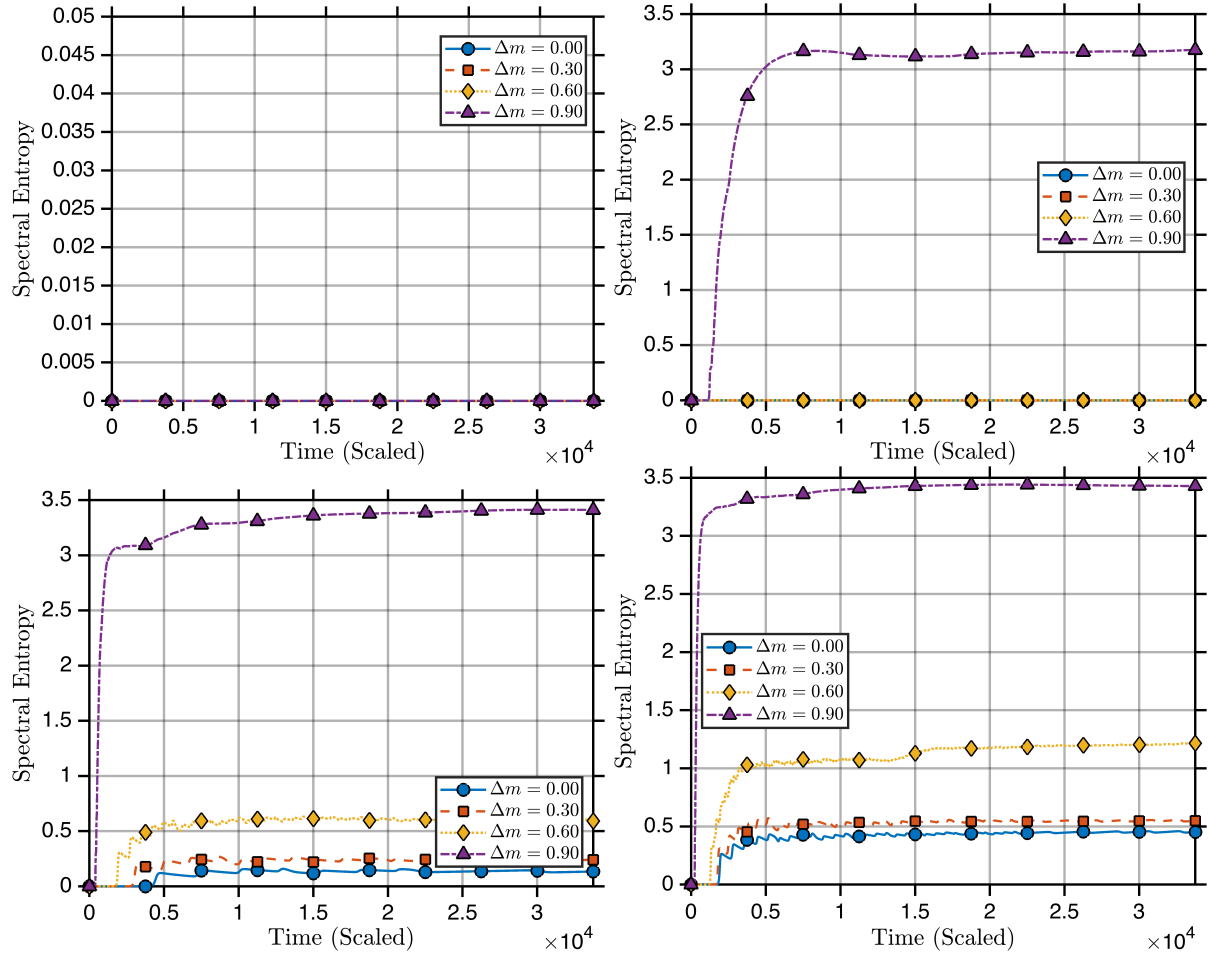 0.05
0.045
0.04
0.035
0.03
0.025
0.02
0.015
0.01
0.005
0
Spectral Entropy
Δm = 0.00
Δm = 0.30
Δm = 0.60
Δm = 0.90
0 0.5 1 1.5 2 2.5 3
Time (Scaled)
×10⁴
3.5
3
2.5
2
1.5
1
0.5
0
Spectral Entropy
Δm = 0.00
Δm = 0.30
Δm = 0.60
Δm = 0.90
0 0.5 1 1.5 2 2.5 3
Time (Scaled)
×10⁴
3.5
3
2.5
2
1.5
1
0.5
0
Spectral Entropy
Δm = 0.00
Δm = 0.30
Δm = 0.60
Δm = 0.90
0 0.5 1 1.5 2 2.5 3
Time (Scaled)
×10⁴
3.5
3
2.5
2
1.5
1
0.5
0
Spectral Entropy
Δm = 0.00
Δm = 0.30
Δm = 0.60
Δm = 0.90
0 0.5 1 1.5 2 2.5 3
Time (Scaled)
×10⁴